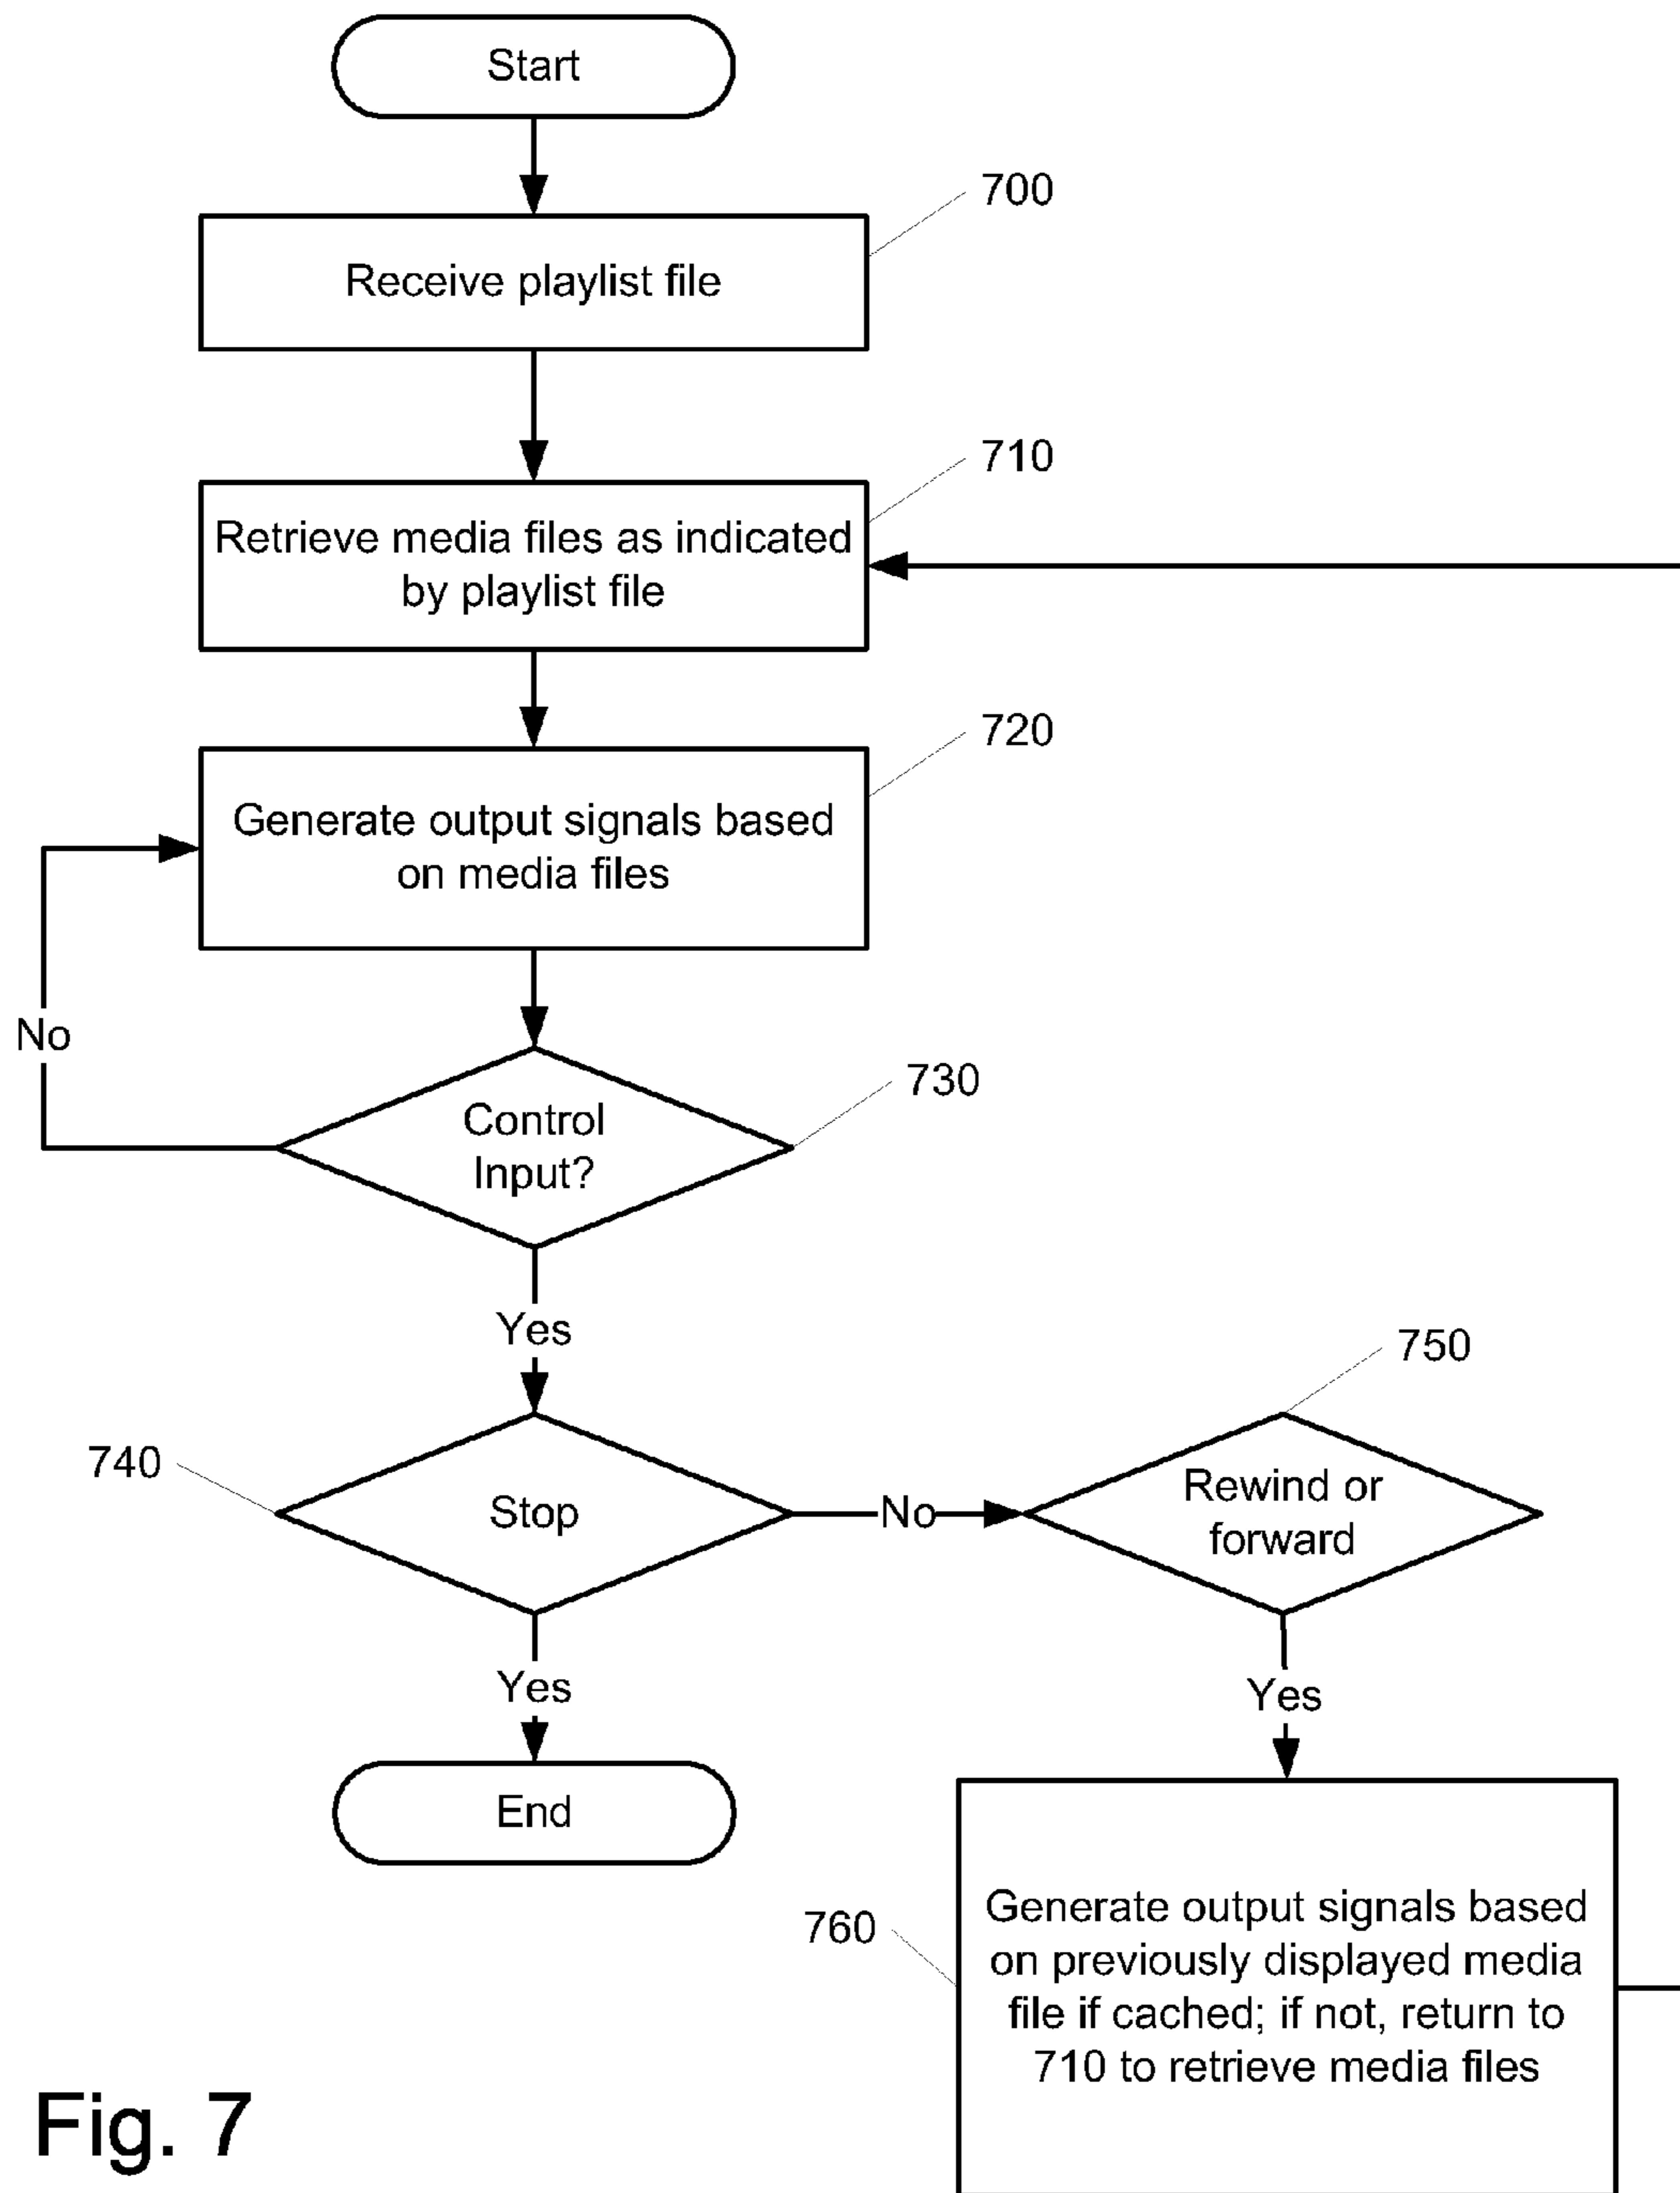 Start
700
Receive playlist file
710
Retrieve media files as indicated
by playlist file
720
Generate output signals based
on media files
No
730
Control
Input?
Yes
750
740
Stop
No
Rewind or
forward
Yes
Yes
End
760
Generate output signals based
on previously displayed media
file if cached; if not, return to
710 to retrieve media files
Fig. 7